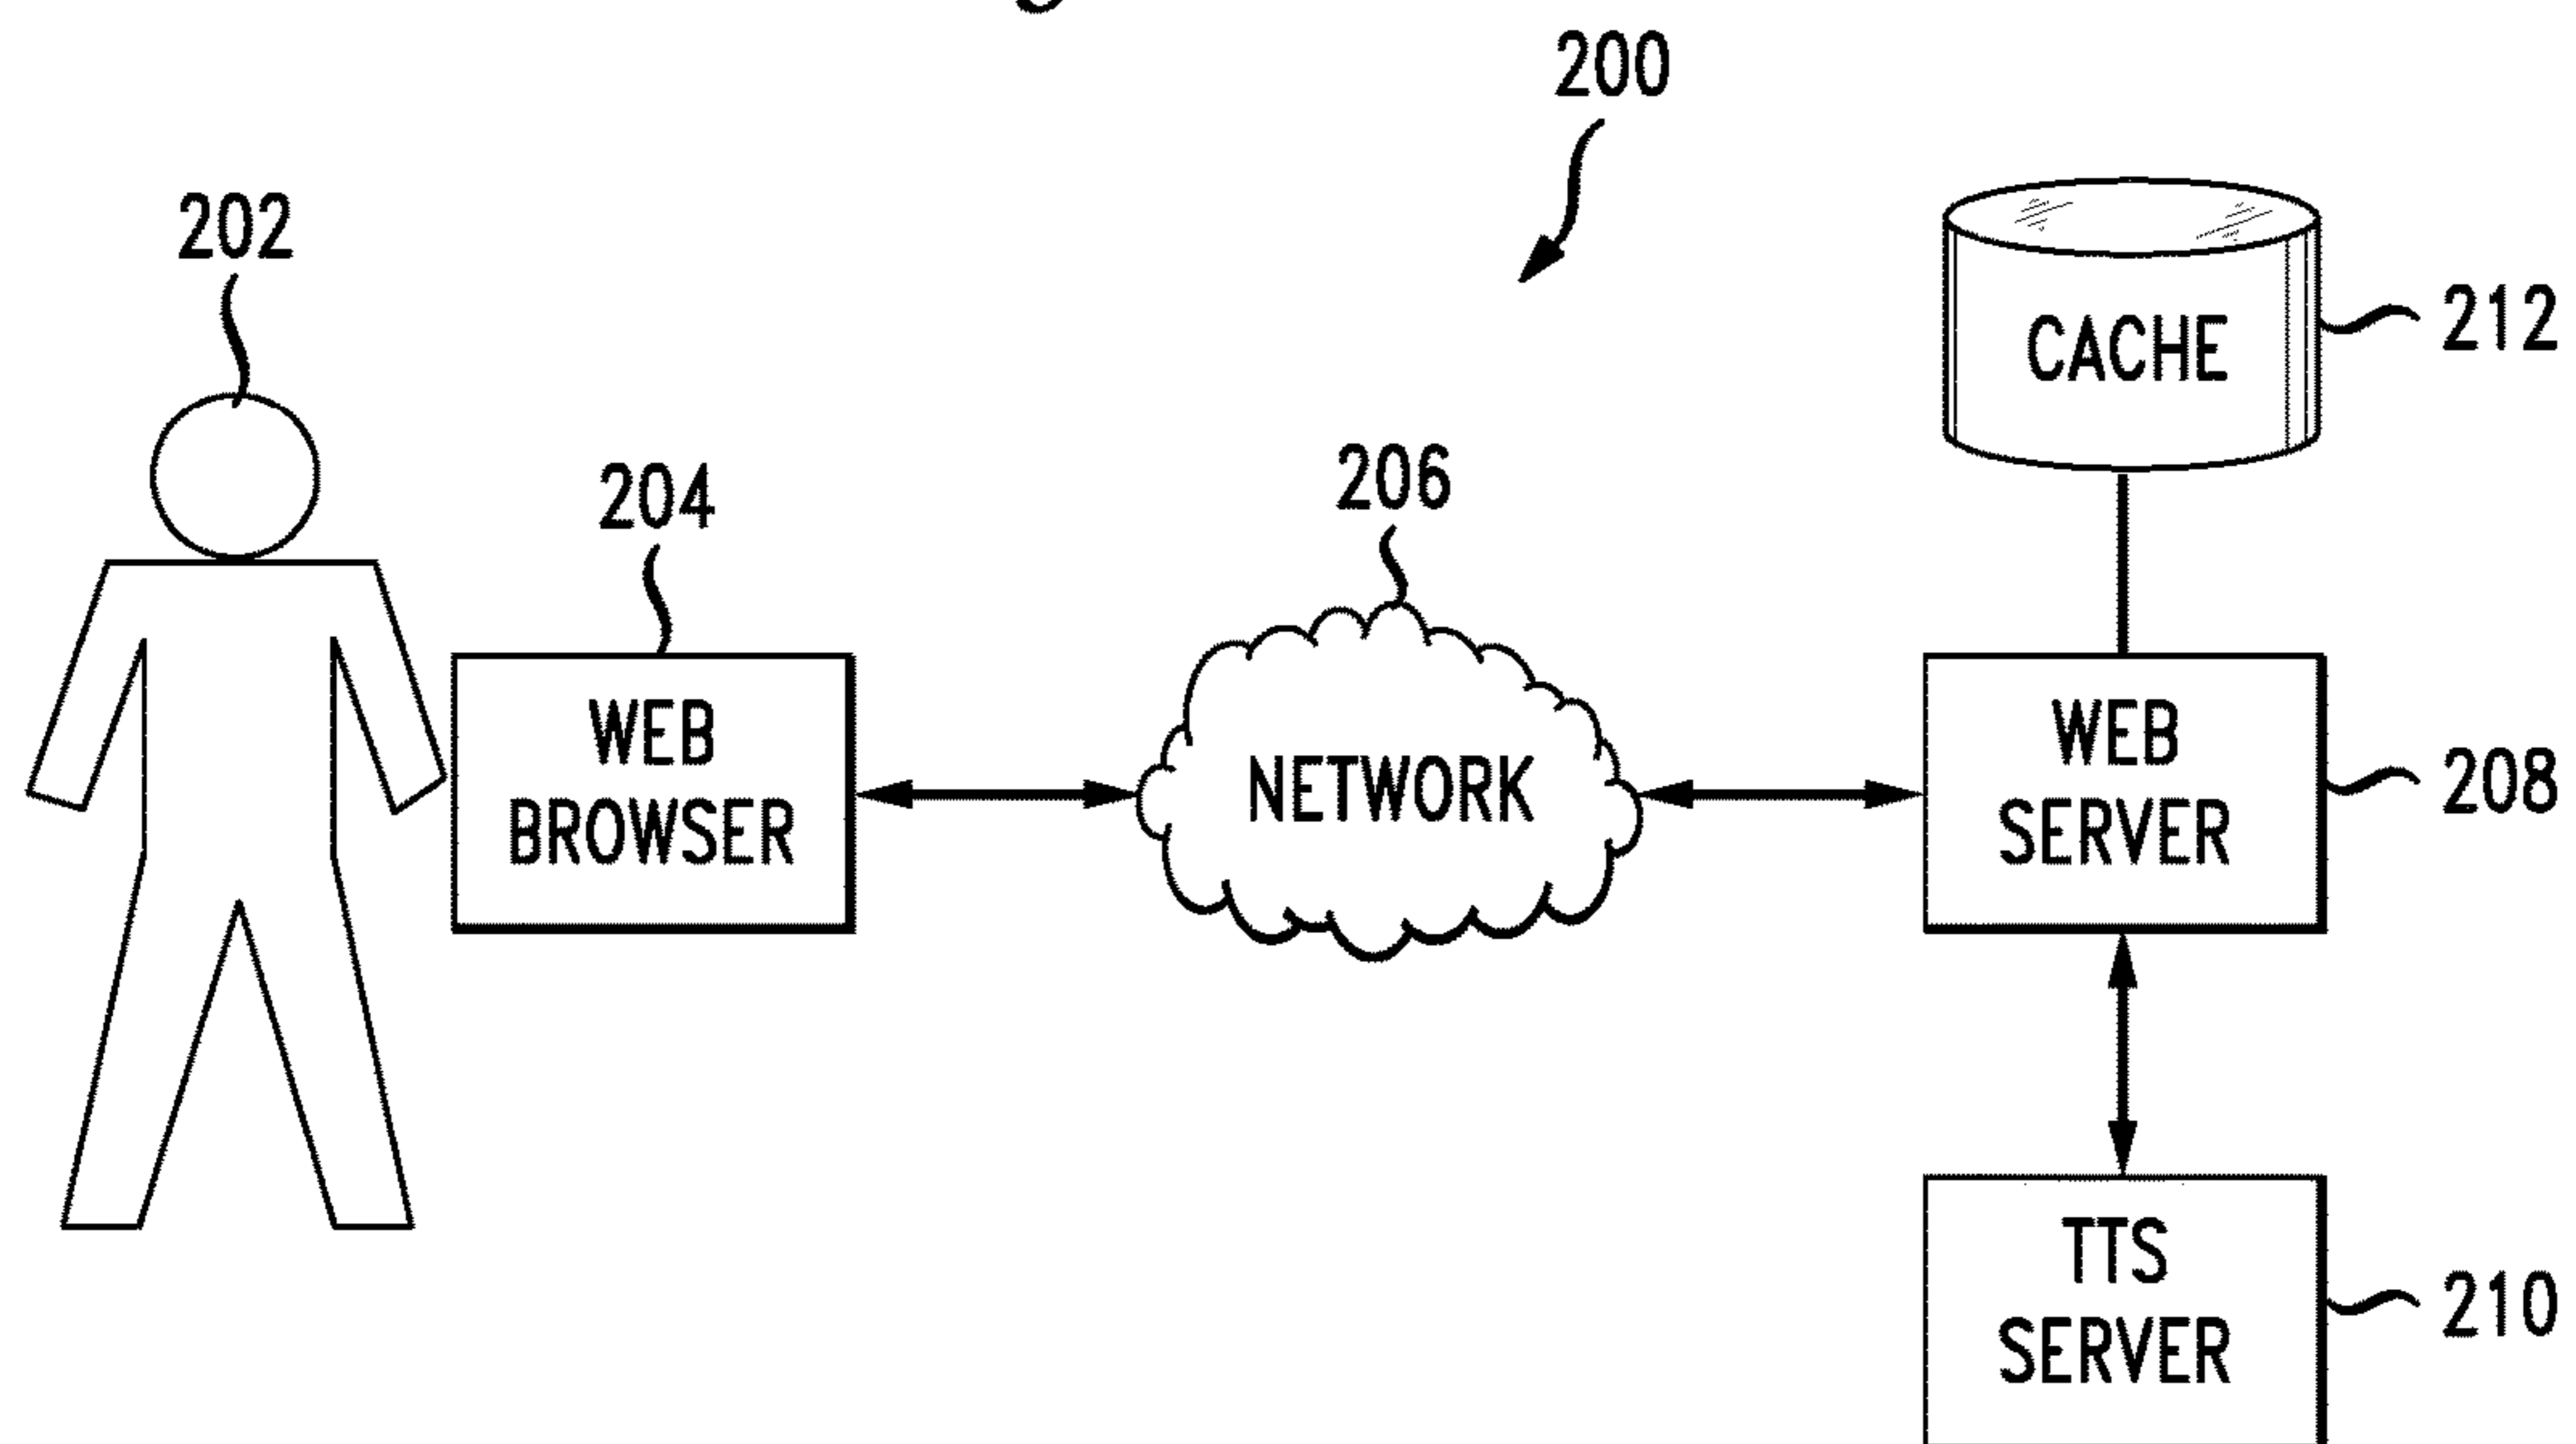 200
202
CACHE
212
204
206
WEB
BROWSER
NETWORK
WEB
SERVER
208
TTS
SERVER
210